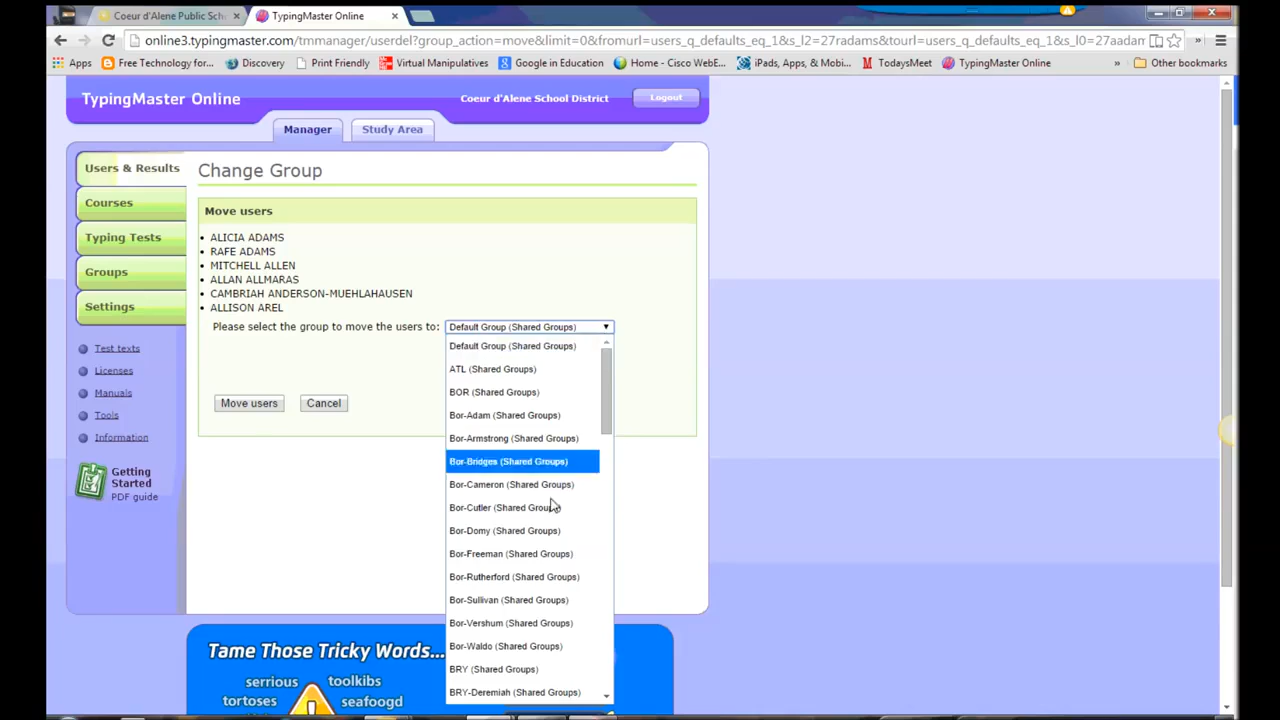 Coeur d'Alene Public Sch
TypingMaster Online
online3.typingmaster.com/tmmanager/userdel?group_action=move&limit=0&fromurl=users_q_defaults_eq_1&s_l2=27radams&tourl=users_q_defaults_eq_1&s_l0=27aadam
Apps
Free Technology for...
Discovery
Print Friendly
Virtual Manipulatives
Google in Education
Home - Cisco WebE...
iPads, Apps, & Mobi...
TodaysMeet
TypingMaster Online
»
Other bookmarks
TypingMaster Online
Coeur d'Alene School District
Logout
Manager
Study Area
Users & Results
Courses
Typing Tests
Groups
Settings
Test texts
Licenses
Manuals
Tools
Information
Getting
Started
PDF guide
Change Group
Move users
• ALICIA ADAMS
• RAFE ADAMS
• MITCHELL ALLEN
• ALLAN ALLMARAS
• CAMBRIAH ANDERSON-MUEHLAHAUSEN
• ALLISON AREL
Please select the group to move the users to:
Default Group (Shared Groups)
Default Group (Shared Groups)
ATL (Shared Groups)
BOR (Shared Groups)
Bor-Adam (Shared Groups)
Bor-Armstrong (Shared Groups)
Bor-Bridges (Shared Groups)
Bor-Cameron (Shared Groups)
Bor-Cutler (Shared Groups)
Bor-Domy (Shared Groups)
Bor-Freeman (Shared Groups)
Bor-Rutherford (Shared Groups)
Bor-Sullivan (Shared Groups)
Bor-Vershum (Shared Groups)
Bor-Waldo (Shared Groups)
BRY (Shared Groups)
BRY-Deremiah (Shared Groups)
Move users
Cancel
Tame Those Tricky Words...
serrious
toolkibs
tortoses
seafoogd